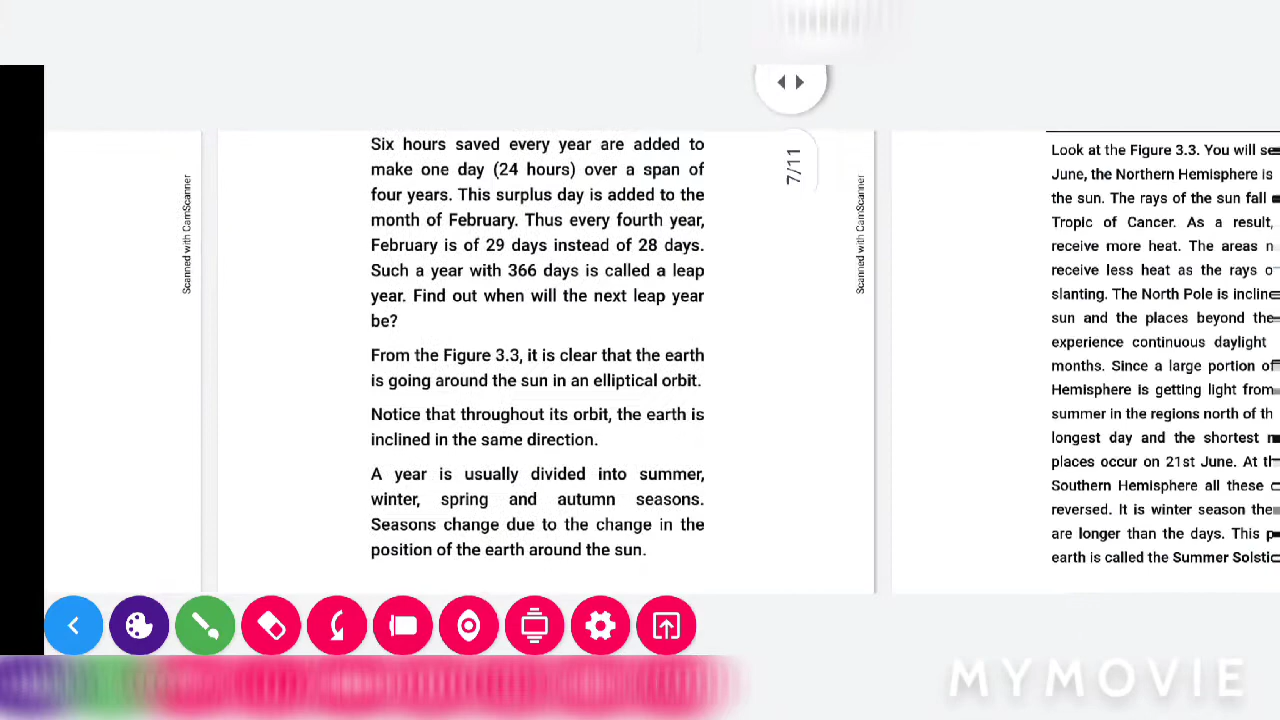 Six hours saved every year are added to
make one day (24 hours) over a span of
four years. This surplus day is added to the
month of February. Thus every fourth year,
February is of 29 days instead of 28 days.
Such a year with 366 days is called a leap
year. Find out when will the next leap year
be?
From the Figure 3.3, it is clear that the earth
is going around the sun in an elliptical orbit.
Notice that throughout its orbit, the earth is
inclined in the same direction.
A year is usually divided into summer,
winter, spring and autumn seasons.
Seasons change due to the change in the
position of the earth around the sun.
Scanned with CamScanner
7/11
Scanned with CamScanner
Look at the Figure 3.3. You will
June, the Northern Hemisphere is
the sun. The rays of the sun fall
Tropic of Cancer. As a result,
receive more heat. The areas
receive less heat as the rays
slanting. The North Pole is
sun and the places beyond the
experience continuous daylight
months. Since a large portion of
Hemisphere is getting light from
summer in the regions north of
longest day and the shortest
places occur on 21st June. At
Southern Hemisphere all these
reversed. It is winter season
are longer than the days. This
earth is called the Summer
MYMOVIE